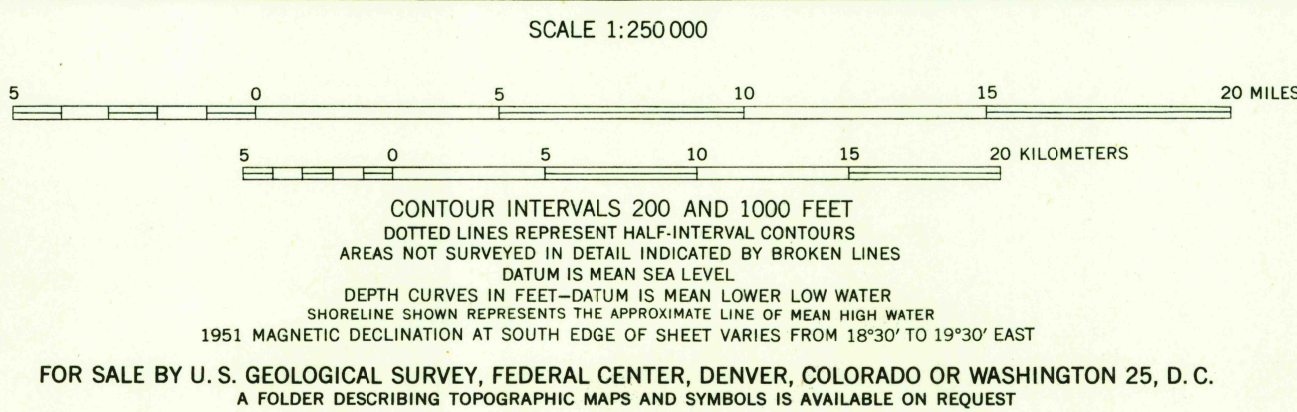 SCALE 1:250 000
5 0 5 10 15 20 MILES
5 0 5 10 15 20 KILOMETERS
CONTOUR INTERVALS 200 AND 1000 FEET
DOTTED LINES REPRESENT HALF-INTERVAL CONTOURS
AREAS NOT SURVEYED IN DETAIL INDICATED BY BROKEN LINES
DATUM IS MEAN SEA LEVEL
DEPTH CURVES IN FEET—DATUM IS MEAN LOWER LOW WATER
SHORELINE SHOWN REPRESENTS THE APPROXIMATE LINE OF MEAN HIGH WATER
1951 MAGNETIC DECLINATION AT SOUTH EDGE OF SHEET VARIES FROM 18°30′ TO 19°30′ EAST
FOR SALE BY U. S. GEOLOGICAL SURVEY, FEDERAL CENTER, DENVER, COLORADO OR WASHINGTON 25, D. C.
A FOLDER DESCRIBING TOPOGRAPHIC MAPS AND SYMBOLS IS AVAILABLE ON REQUEST